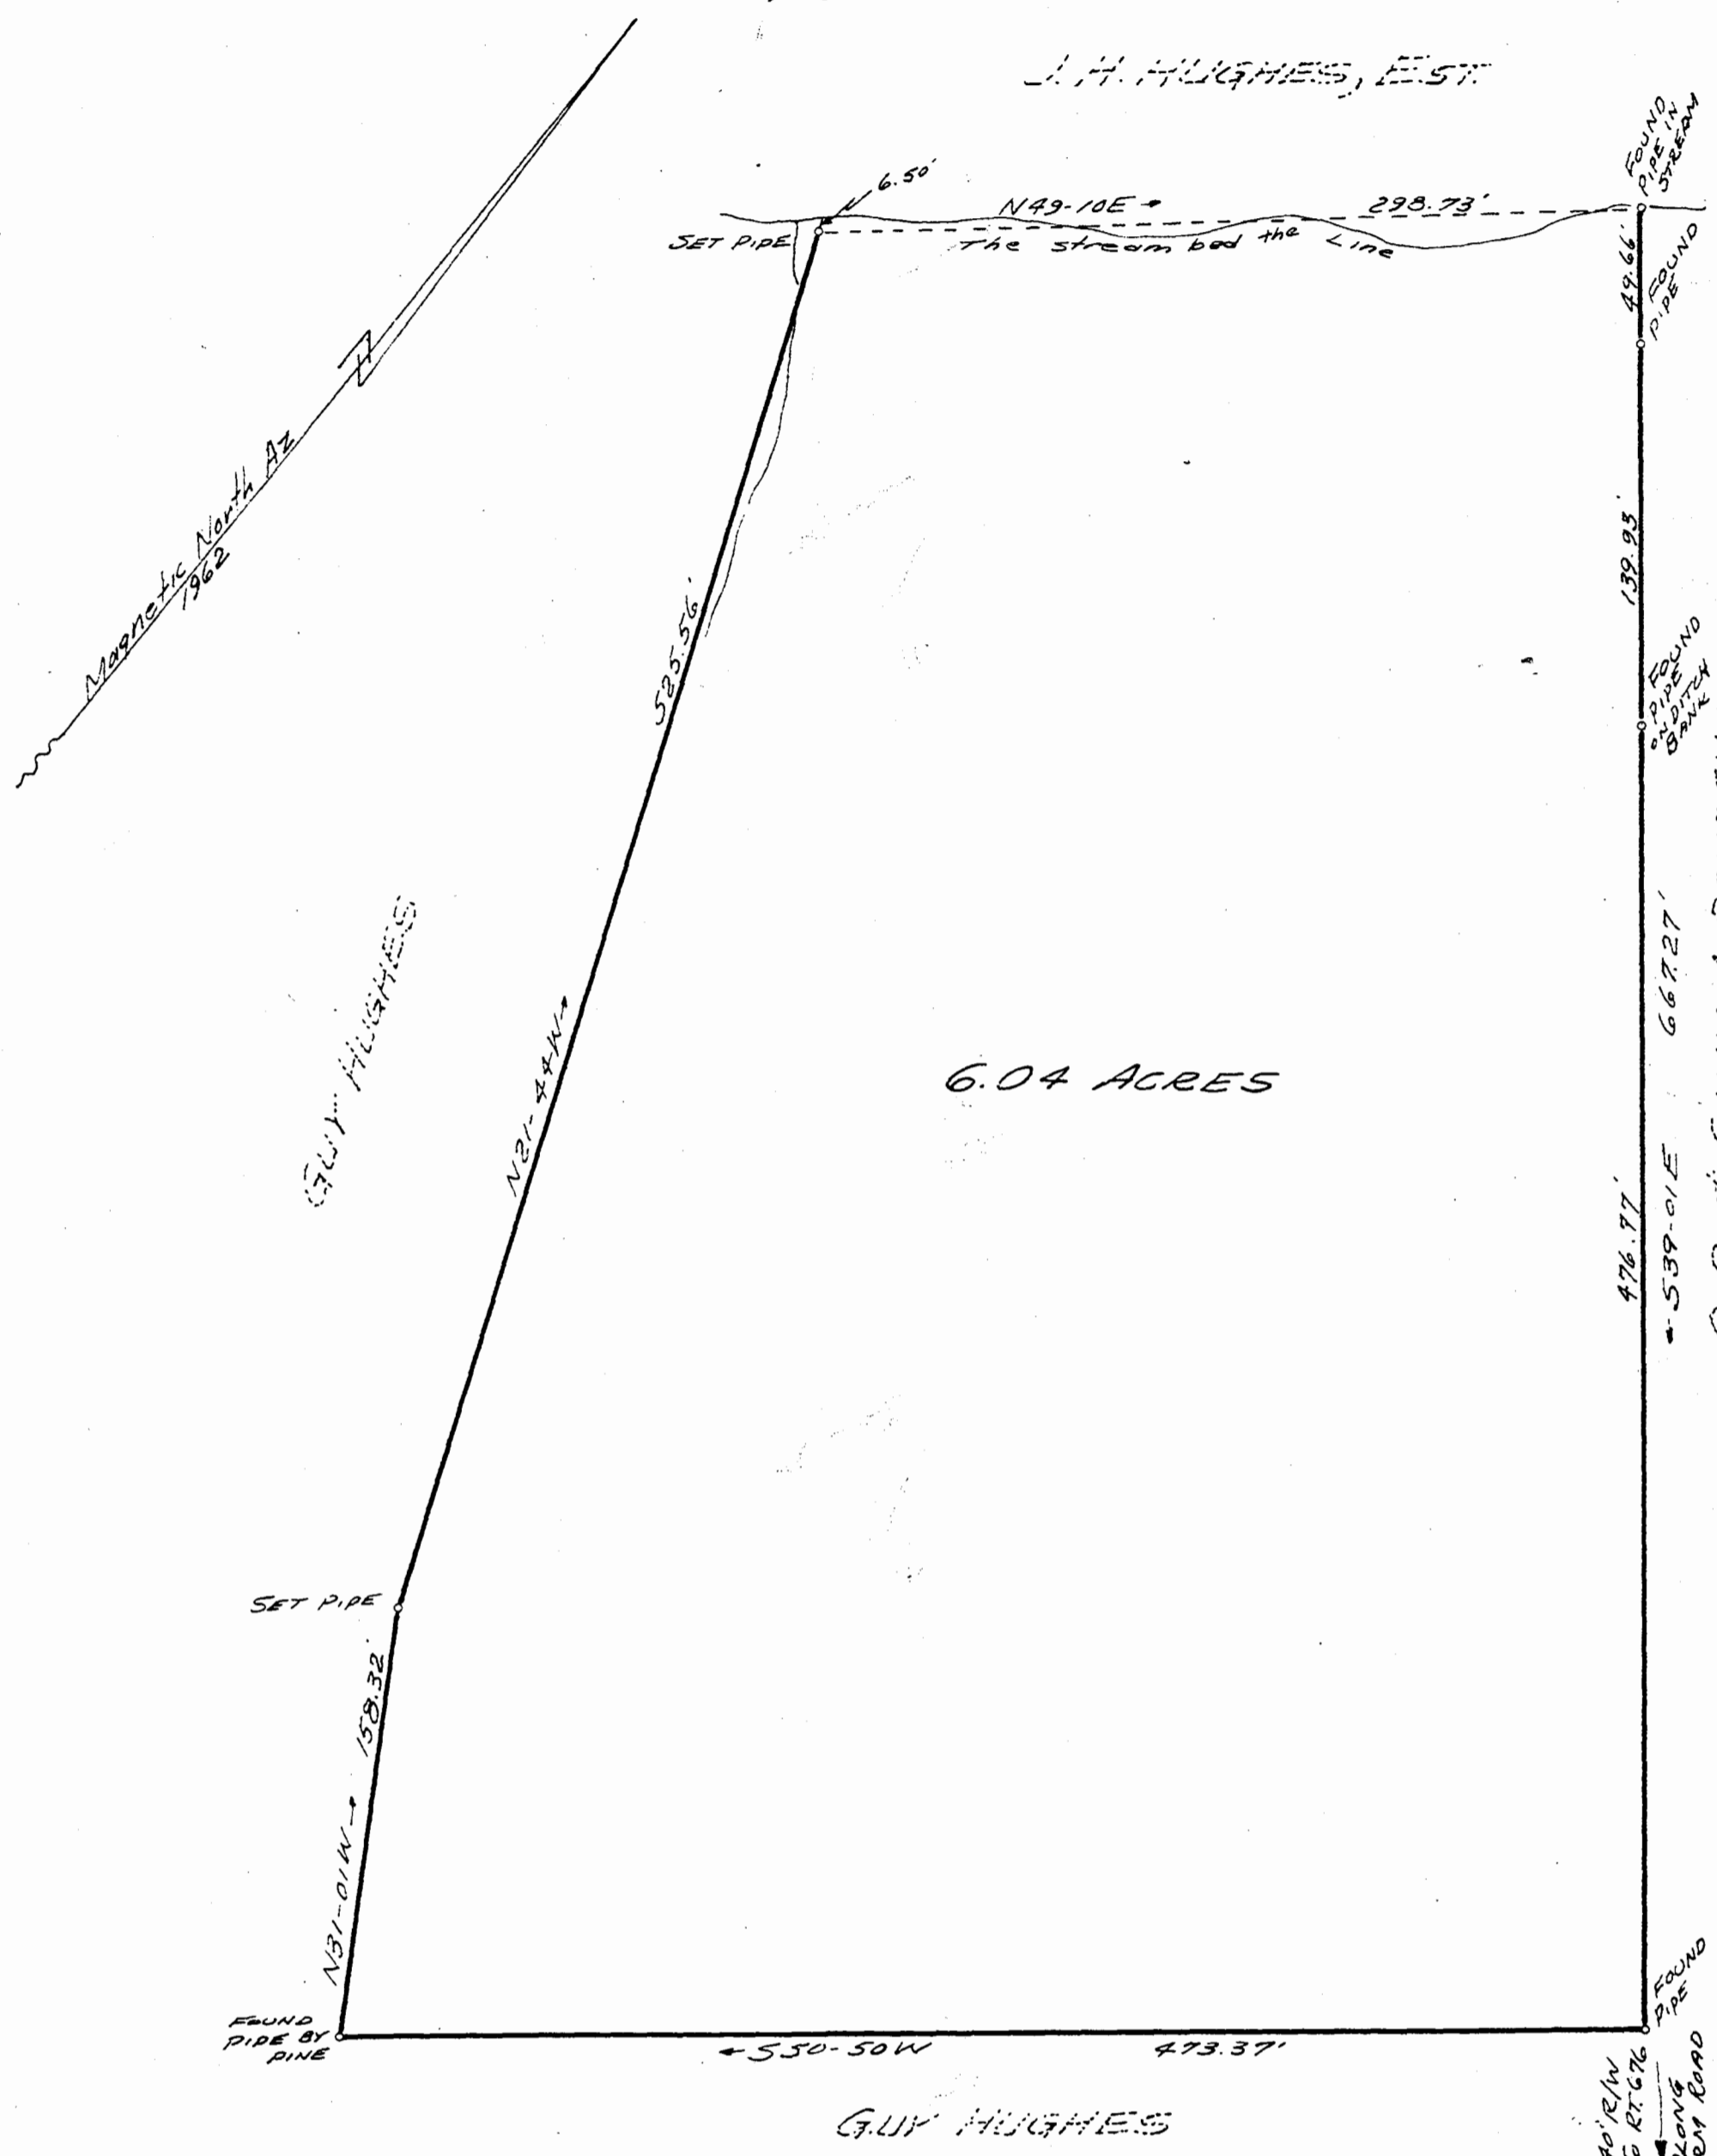 J. H. HUGHES, EST.
FOUND
PIPE IN
STREAM
6.50'
N49-10E
298.73'
SET PIPE
The stream bed the Line
49.66'
FOUND
PIPE
Magnetic North Az
1962
139.93'
525.56'
FOUND
PIPE
ON DITCH
BANK
GUY HUGHES
667.27'
N21-44W
6.04 ACRES
S39-01E
476.77'
SET PIPE
158.32'
N31-01W
FOUND
PIPE BY
PINE
S50-50W
473.37'
FOUND
PIPE
GUY HUGHES
40' R/W
RT. 676
ROAD